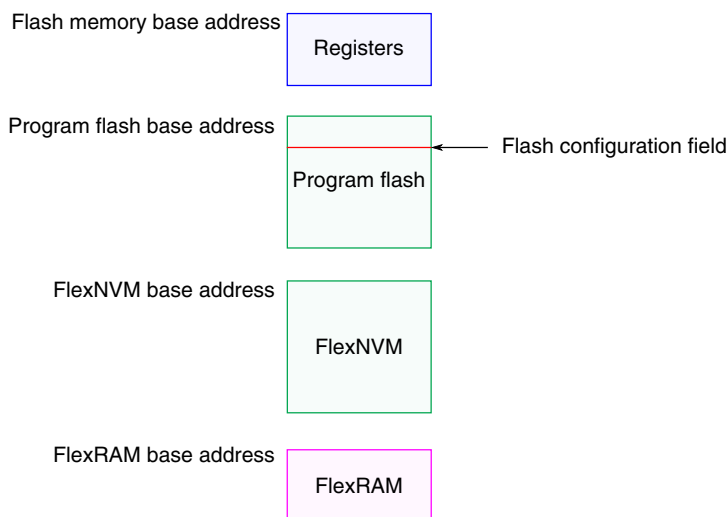 Flash memory base address
Registers
Program flash base address
Flash configuration field
Program flash
FlexNVM base address
FlexNVM
FlexRAM base address
FlexRAM